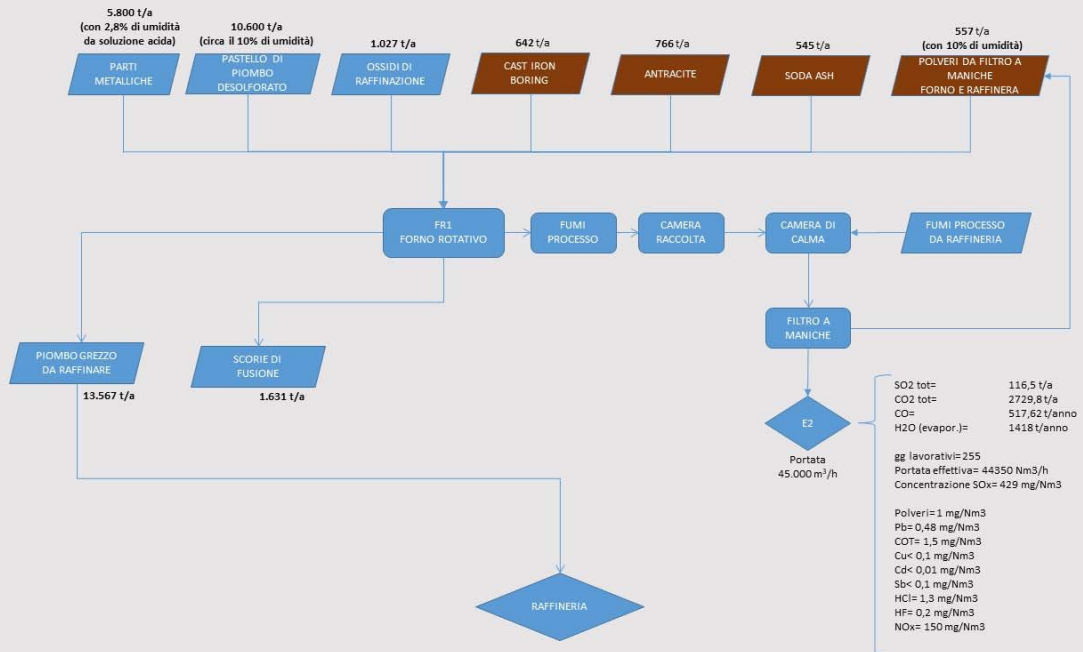 5.800 t/a
(con 2,8% di umidità
da soluzione acida)
PARTI
METALLICHE
10.600 t/a
(circa il 10% di umidità)
PASTELLO DI
PIOMBO
DESOLFORATO
1.027 t/a
OSSIDI DI
RAFFINAZIONE
642 t/a
CAST IRON
BORING
766 t/a
ANTRACITE
545 t/a
SODA ASH
557 t/a
(con 10% di umidità)
POLVERI DA FILTRO A
MANICHE
FORNO E RAFFINERA
FR1
FORNO ROTATIVO
FUMI
PROCESSO
CAMERA
RACCOLTA
CAMERA DI
CALMA
FUMI PROCESSO
DA RAFFINERIA
FILTRO A
MANICHE
PIOMBO GREZZO
DA RAFFINARE
13.567 t/a
SCORIE DI
FUSIONE
1.631 t/a
E2
Portata
45.000 m³/h
SO2 tot= 116,5 t/a
CO2 tot= 2729,8 t/a
CO= 517,62 t/anno
H2O (evapor.)= 1418 t/anno
gg lavorativi=255
Portata effettiva= 44350 Nm3/h
Concentrazione SOx= 429 mg/Nm3
Polveri= 1 mg/Nm3
Pb= 0,48 mg/Nm3
COT= 1,5 mg/Nm3
Cu< 0,1 mg/Nm3
Cd< 0,01 mg/Nm3
Sb< 0,1 mg/Nm3
HCl= 1,3 mg/Nm3
HF= 0,2 mg/Nm3
NOx= 150 mg/Nm3
RAFFINERIA